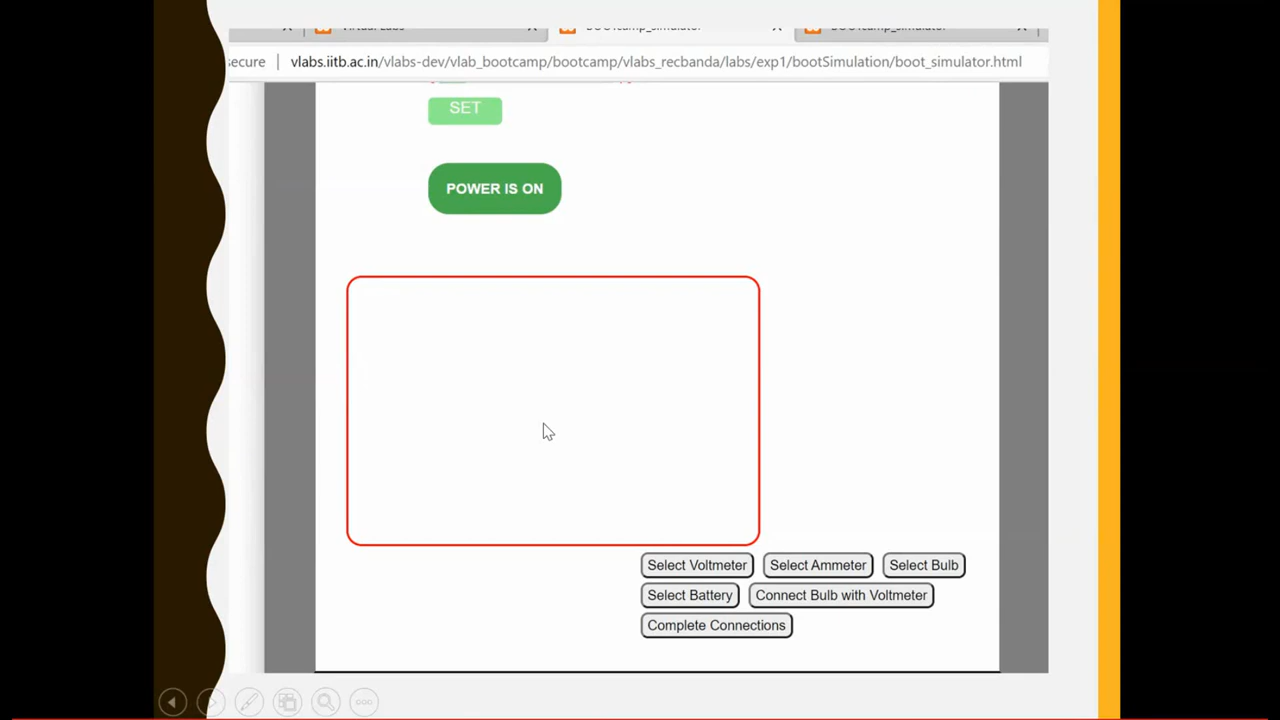 ecure | vlabs.iitb.ac.in/vlabs-dev/vlab_bootcamp/bootcamp/vlabs_recbanda/labs/exp1/bootSimulation/boot_simulator.html
SET
POWER IS ON
Select Voltmeter Select Ammeter Select Bulb
Select Battery Connect Bulb with Voltmeter
Complete Connections